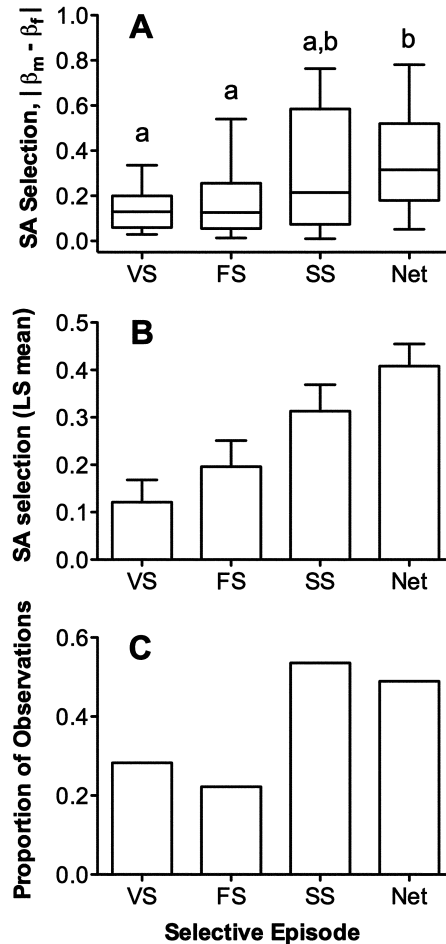 A
SA Selection, | βm - βf |
1.0
0.8
0.6
0.4
0.2
0.0
a
a
a,b
b
VS FS SS Net
B
SA selection (LS mean)
0.5
0.4
0.3
0.2
0.1
0.0
VS FS SS Net
C
Proportion of Observations
0.6
0.4
0.2
0.0
VS FS SS Net
Selective Episode